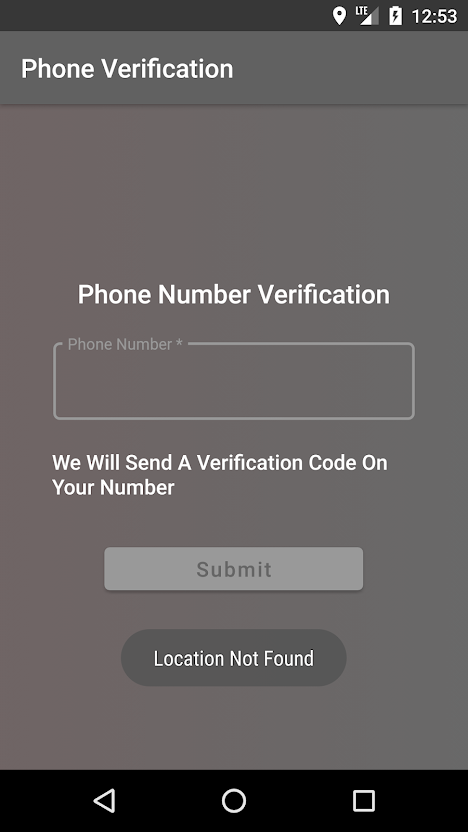 LTE 12:53
Phone Verification
Phone Number Verification
Phone Number *
We Will Send A Verification Code On
Your Number
Submit
Location Not Found